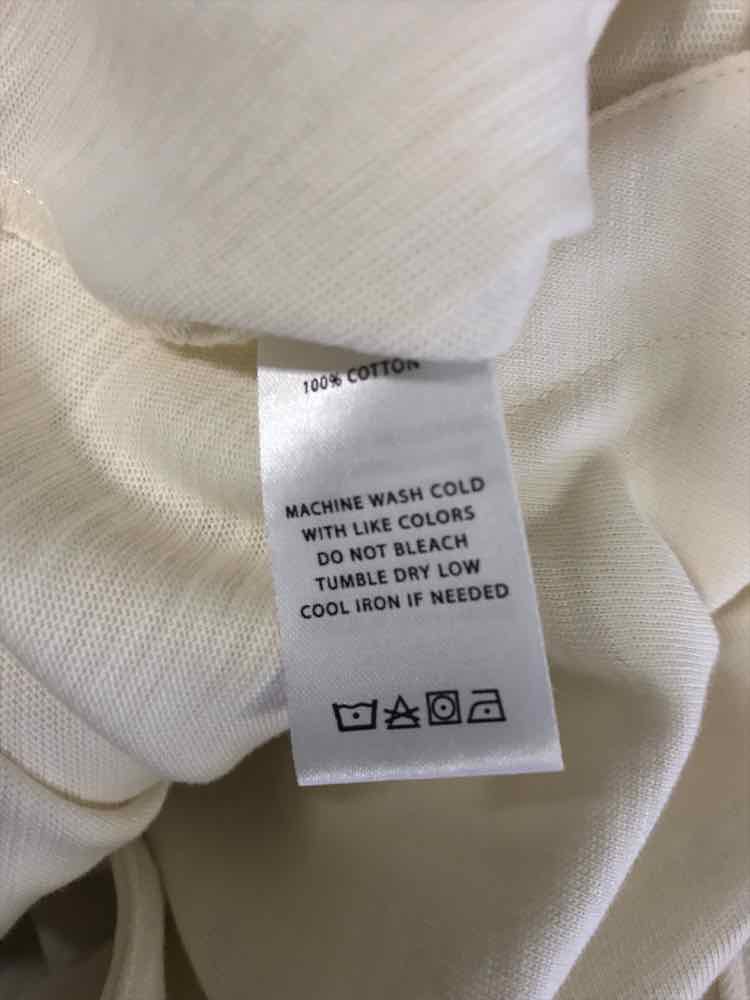 100% COTTON
MACHINE WASH COLD
WITH LIKE COLORS
DO NOT BLEACH
TUMBLE DRY LOW
COOL IRON IF NEEDED